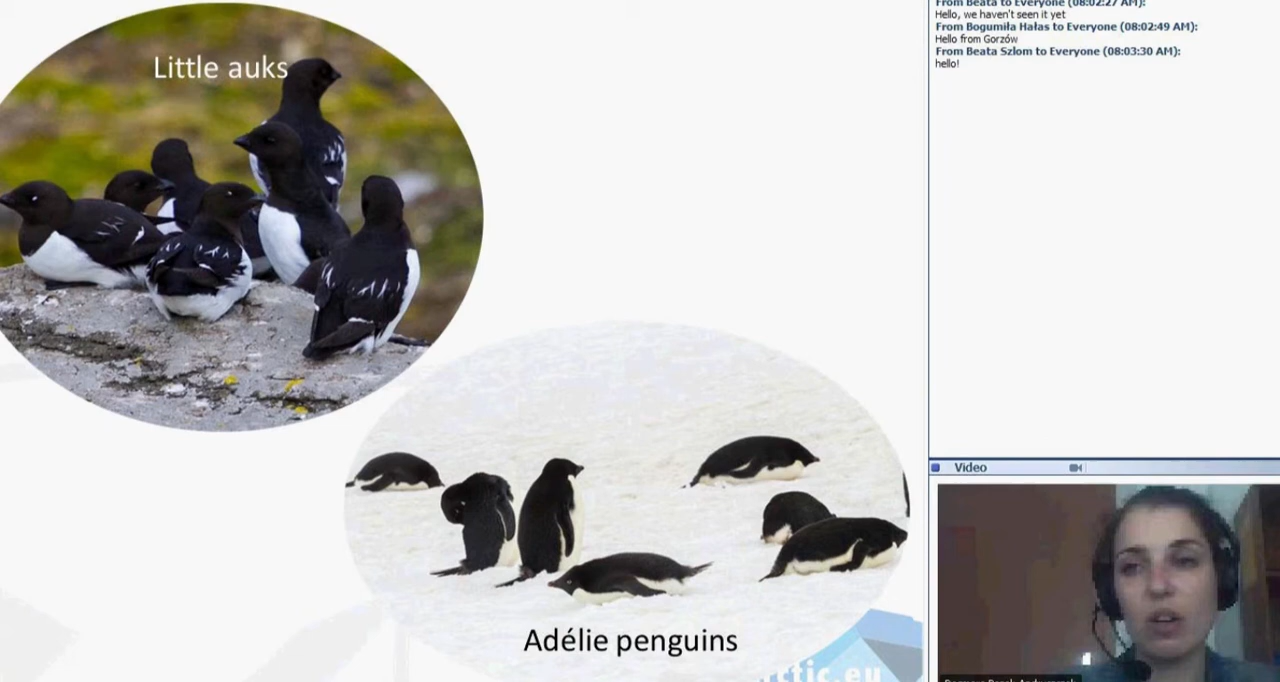 Little auks
Adélie penguins
From Beata to Everyone (08:02:27 AM):
Hello, we haven't seen it yet
From Bogumiła Hałas to Everyone (08:02:49 AM):
Hello from Gorzów
From Beata Szlom to Everyone (08:03:30 AM):
hello!
Video